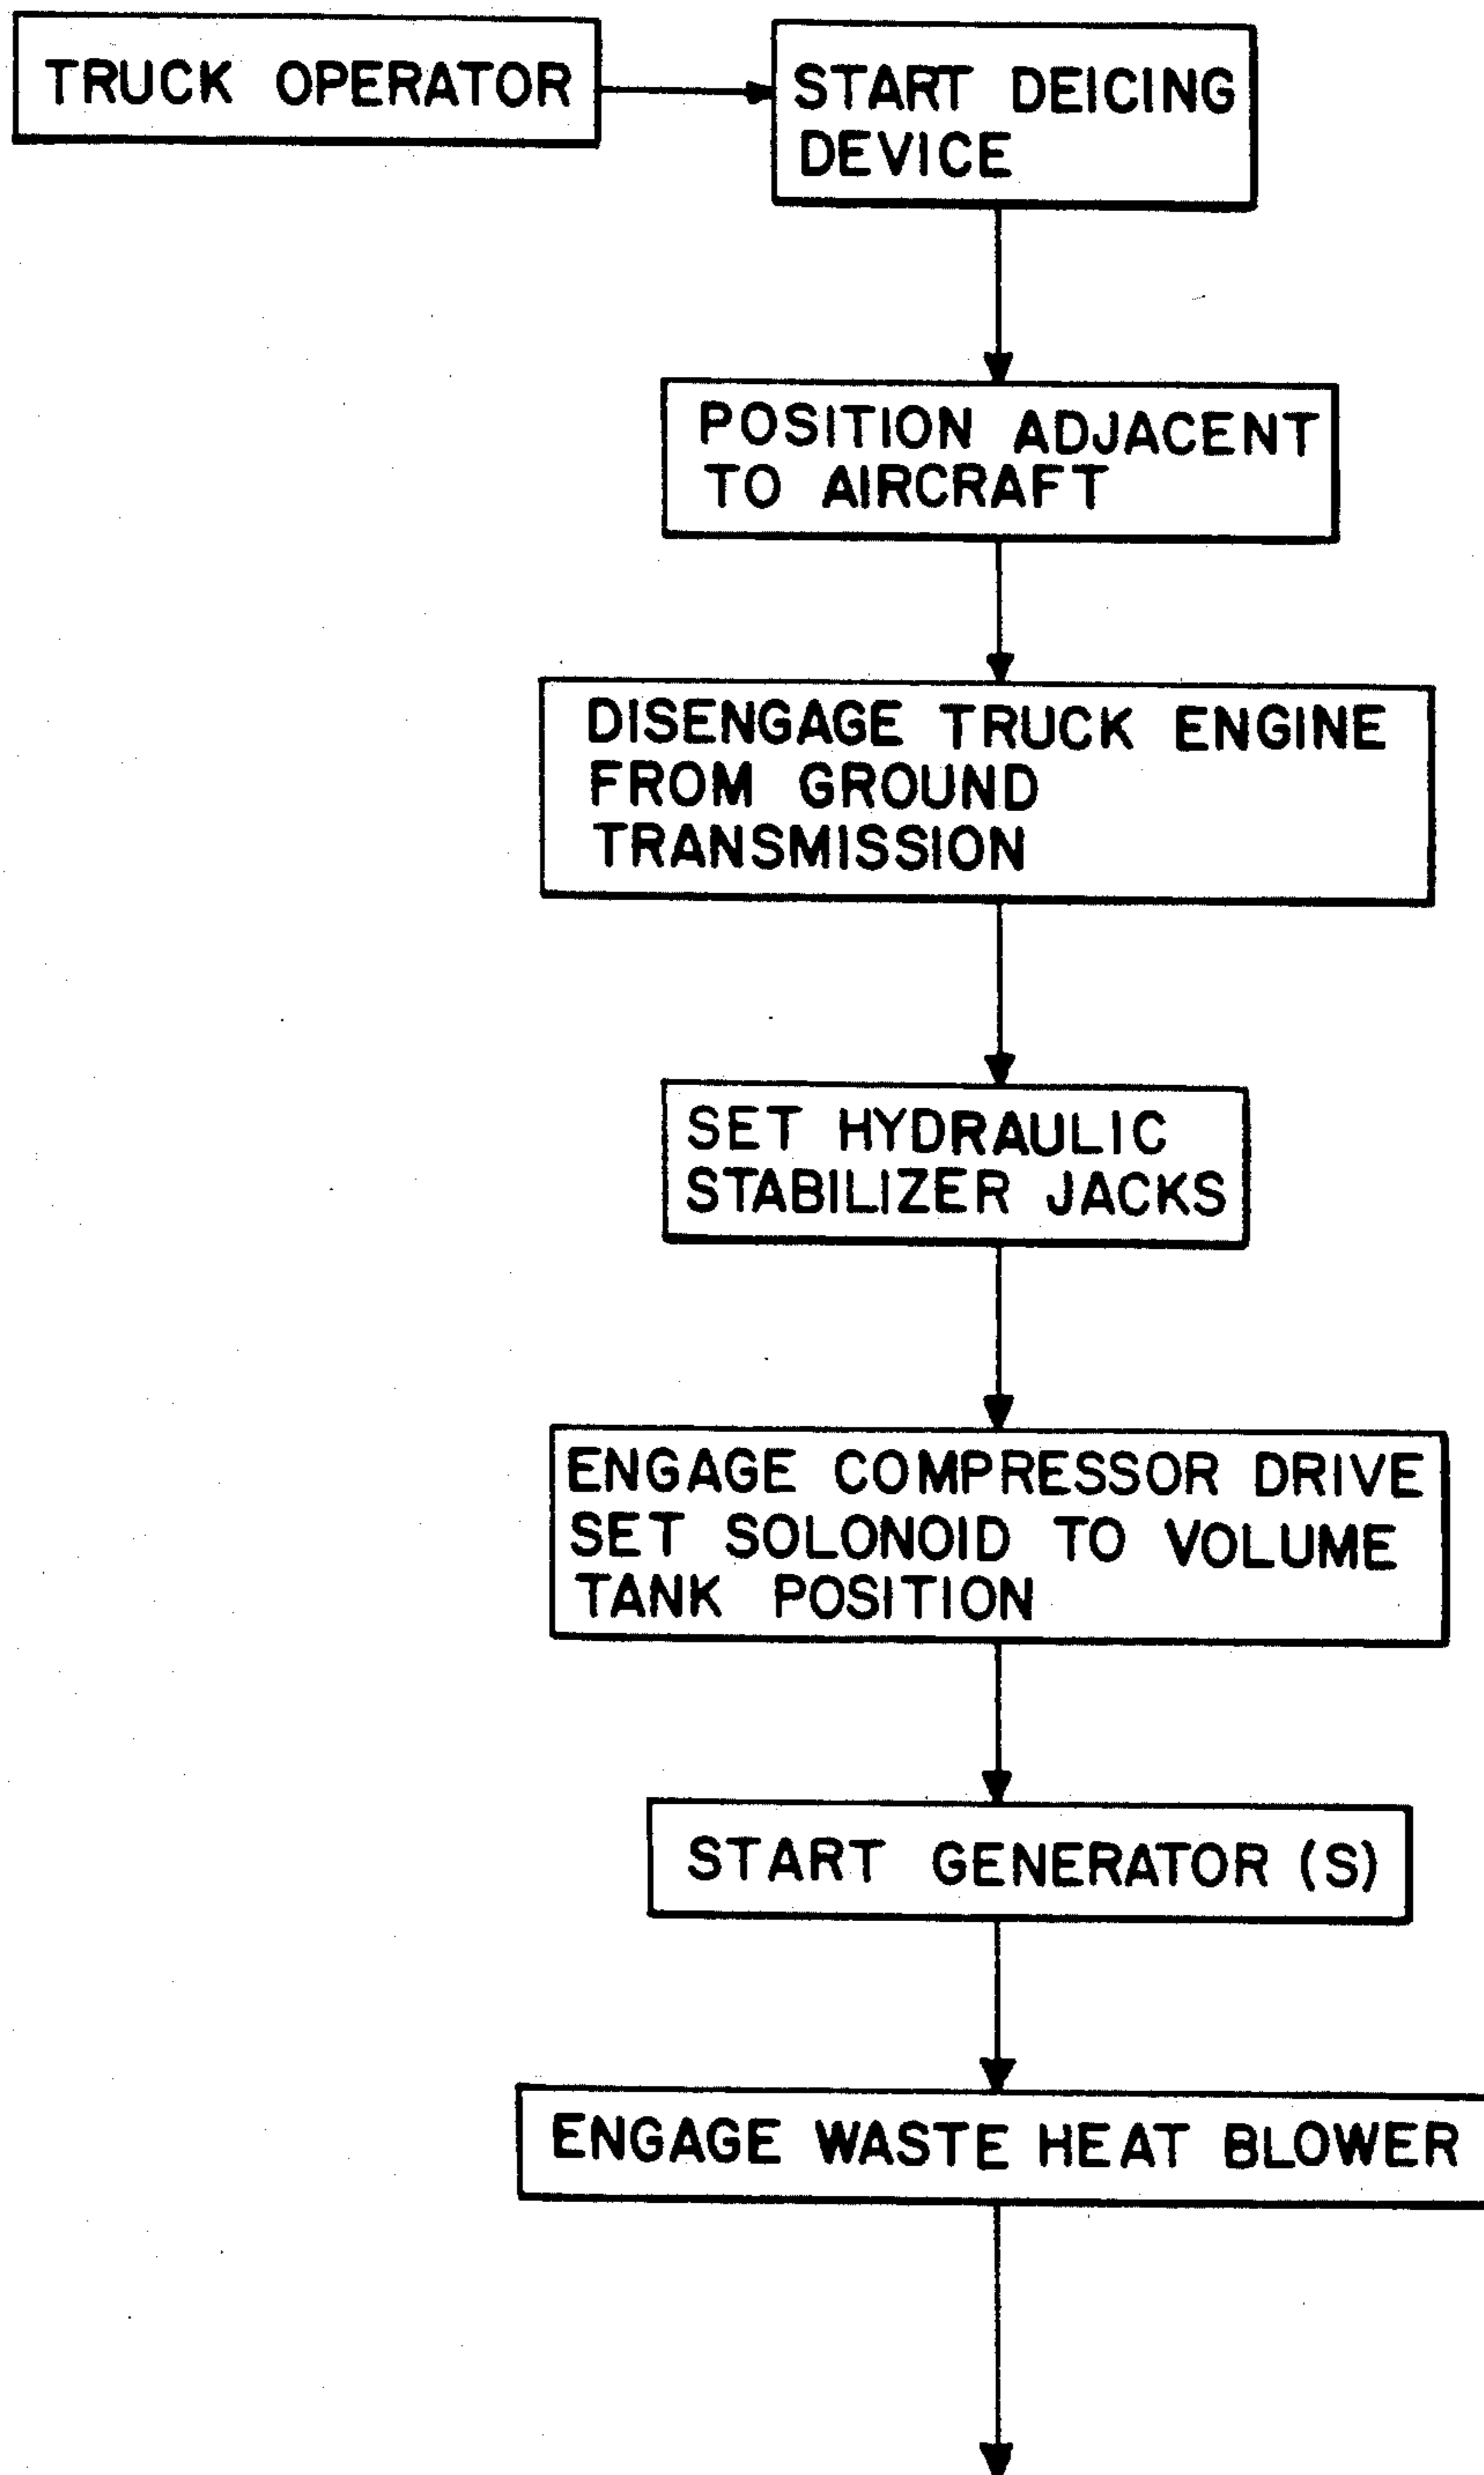 TRUCK OPERATOR
START DEICING
DEVICE
POSITION ADJACENT
TO AIRCRAFT
DISENGAGE TRUCK ENGINE
FROM GROUND
TRANSMISSION
SET HYDRAULIC
STABILIZER JACKS
ENGAGE COMPRESSOR DRIVE
SET SOLONOID TO VOLUME
TANK POSITION
START GENERATOR (S)
ENGAGE WASTE HEAT BLOWER